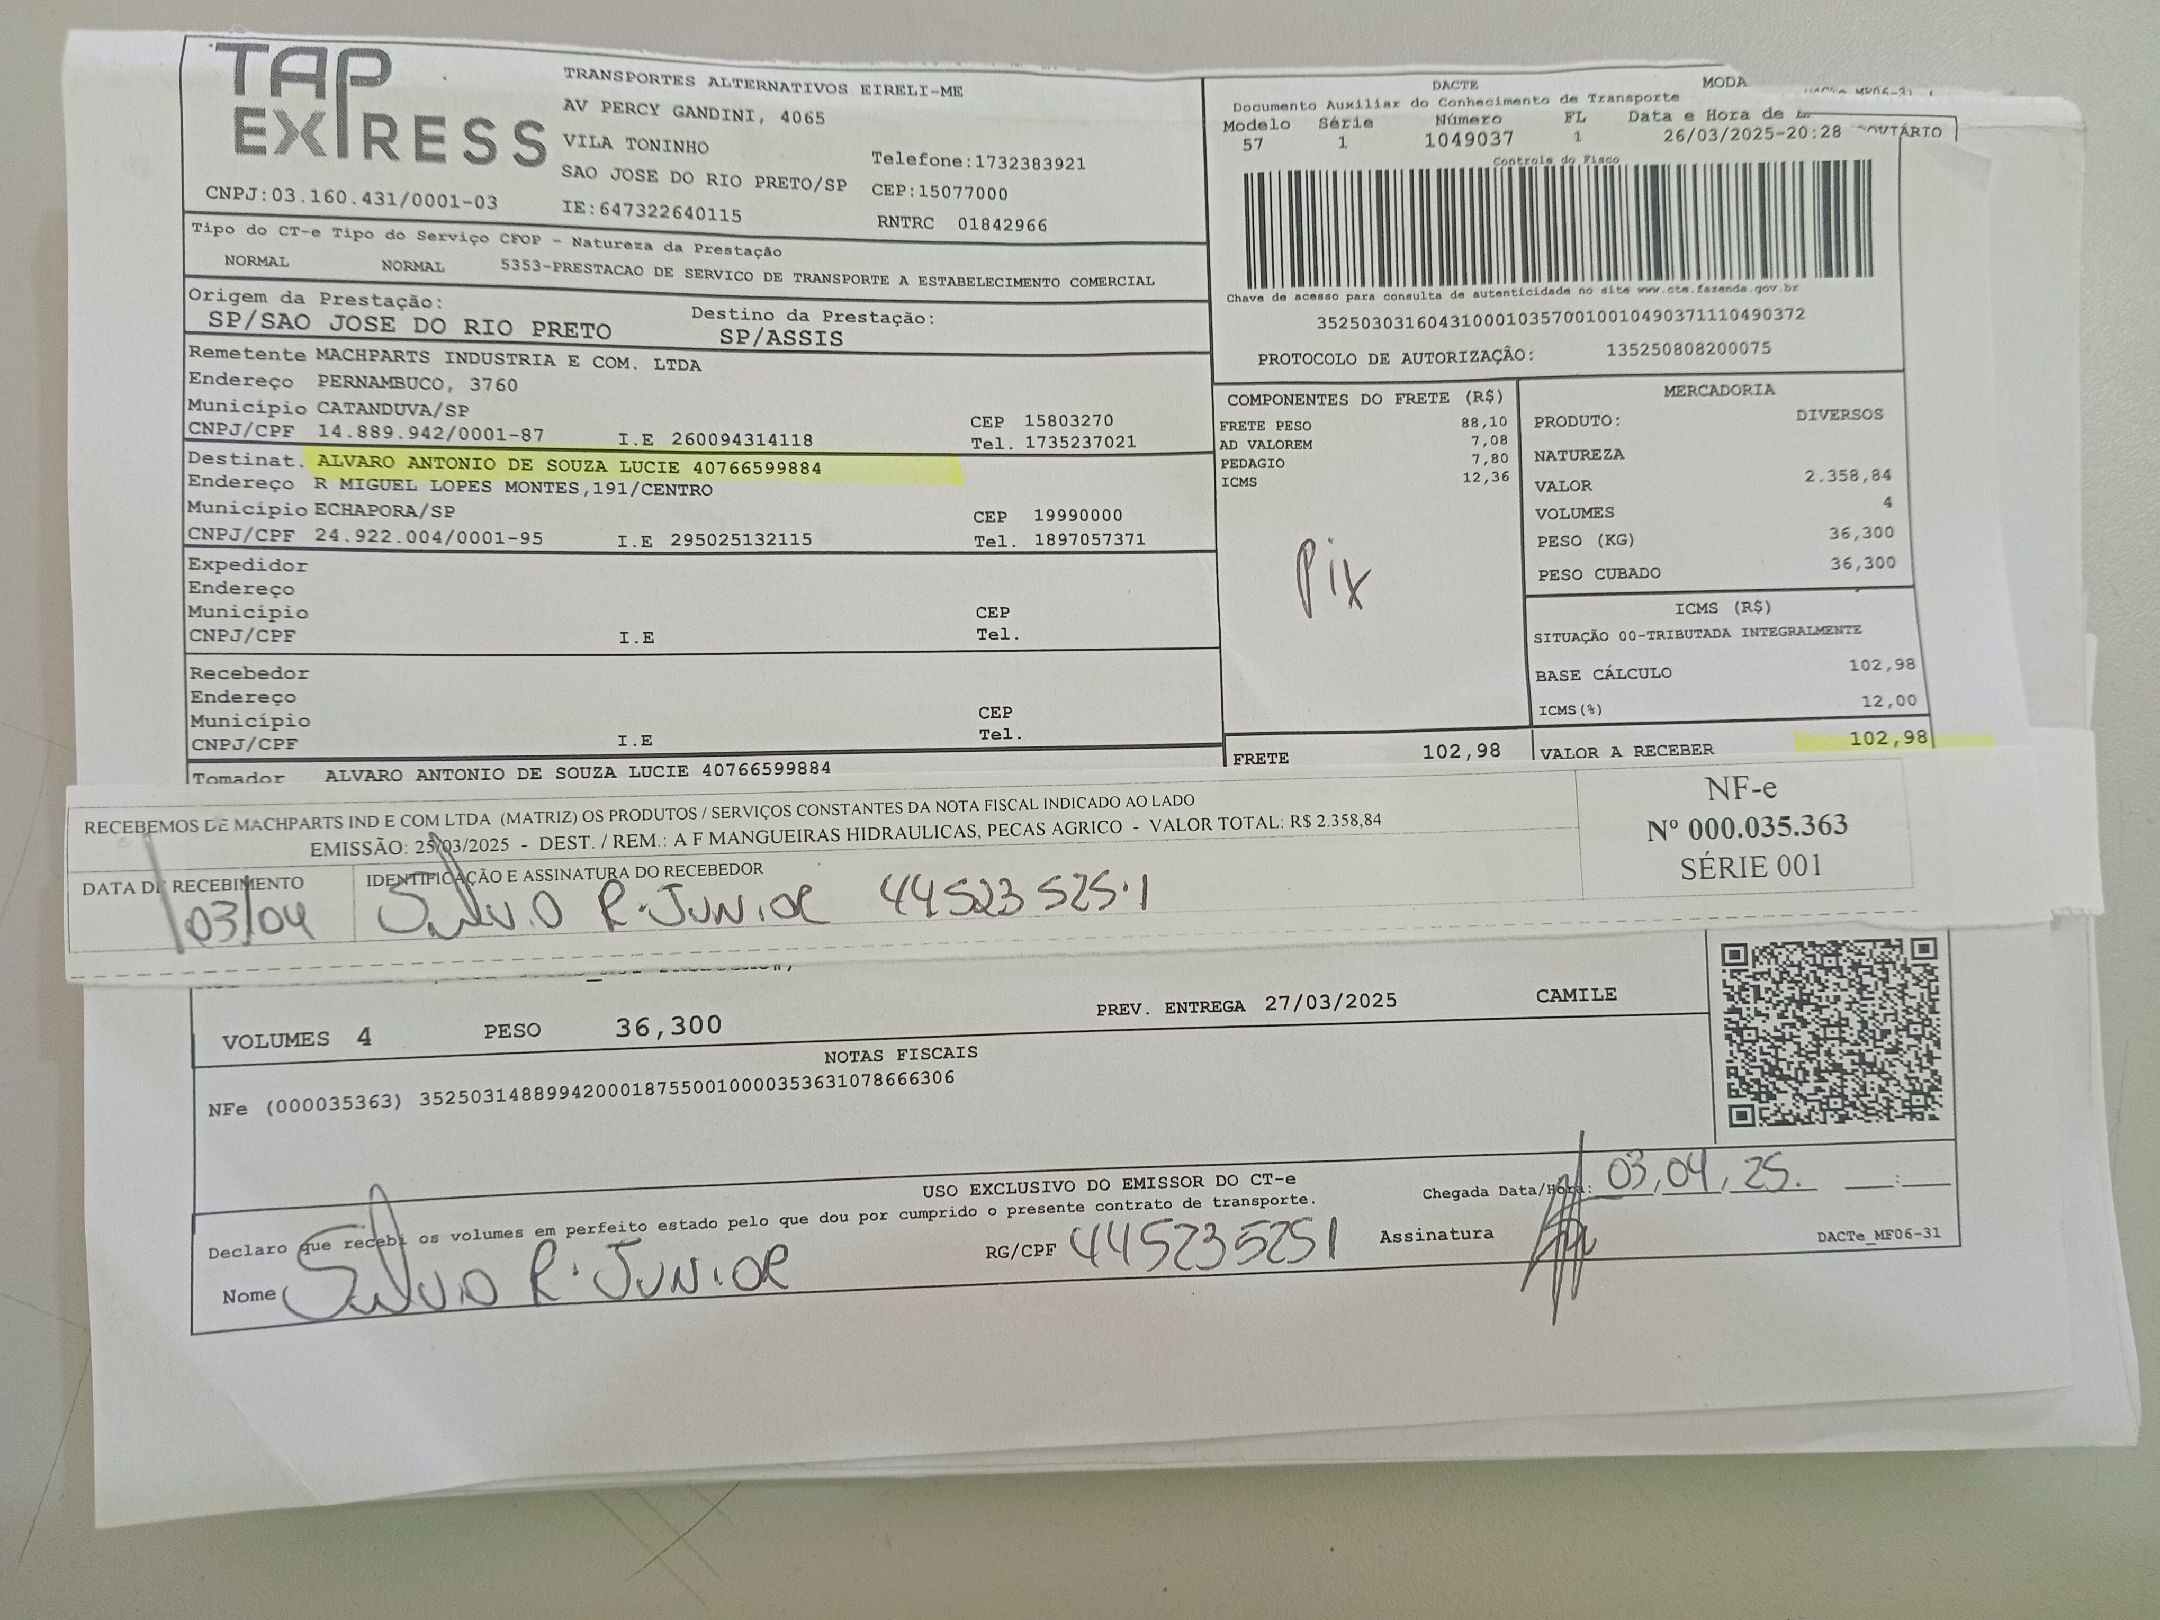 TAP EXPRESS
TRANSPORTES ALTERNATIVOS EIRELI-ME
AV PERCY GANDINI, 4065
VILA TONINHO
SAO JOSE DO RIO PRETO/SP
IE:647322640115
Telefone:1732383921
CEP:15077000
RNTRC 01842966
CNPJ:03.160.431/0001-03
Tipo do CT-e Tipo do Serviço CFOP - Natureza da Prestação
NORMAL NORMAL 5353-PRESTACAO DE SERVICO DE TRANSPORTE A ESTABELECIMENTO COMERCIAL
Origem da Prestação: Destino da Prestação:
SP/SAO JOSE DO RIO PRETO SP/ASSIS
Remetente MACHPARTS INDUSTRIA E COM. LTDA
Endereço PERNAMBUCO, 3760
Município CATANDUVA/SP CEP 15803270
CNPJ/CPF 14.889.942/0001-87 I.E 260094314118 Tel. 1735237021
Destinat. ALVARO ANTONIO DE SOUZA LUCIE 40766599884
Endereço R MIGUEL LOPES MONTES,191/CENTRO
Município ECHAPORA/SP CEP 19990000
CNPJ/CPF 24.922.004/0001-95 I.E 295025132115 Tel. 1897057371
Expedidor
Endereço
Município CEP
CNPJ/CPF I.E Tel.
Recebedor
Endereço
Município CEP
CNPJ/CPF I.E Tel.
Tomador ALVARO ANTONIO DE SOUZA LUCIE 40766599884
DACTE MODA
Documento Auxiliar do Conhecimento de Transporte
Modelo Série Número FL Data e Hora de
57 1 1049037 1 26/03/2025-20:28
Controle do Fisco
Chave de acesso para consulta de autenticidade no site www.cte.fazenda.gov.br
35250303160431000103570010010490371110490372
PROTOCOLO DE AUTORIZAÇÃO: 135250808200075
COMPONENTES DO FRETE (R$)
FRETE PESO 88,10
AD VALOREM 7,08
PEDAGIO 7,80
ICMS 12,36
Pix
FRETE 102,98
MERCADORIA
PRODUTO: DIVERSOS
NATUREZA
VALOR 2.358,84
VOLUMES 4
PESO (KG) 36,300
PESO CUBADO 36,300
ICMS (R$)
SITUAÇÃO 00-TRIBUTADA INTEGRALMENTE
BASE CÁLCULO 102,98
ICMS(%) 12,00
VALOR A RECEBER 102,98
RECEBEMOS DE MACHPARTS IND E COM LTDA (MATRIZ) OS PRODUTOS / SERVIÇOS CONSTANTES DA NOTA FISCAL INDICADO AO LADO
EMISSÃO: 25/03/2025 - DEST. / REM.: A F MANGUEIRAS HIDRAULICAS, PECAS AGRICO - VALOR TOTAL: R$ 2.358,84
DATA DE RECEBIMENTO IDENTIFICAÇÃO E ASSINATURA DO RECEBEDOR
03/04 Silvio R. Junior 44523525.1
NF-e
Nº 000.035.363
SÉRIE 001
VOLUMES 4 PESO 36,300 PREV. ENTREGA 27/03/2025 CAMILE
NOTAS FISCAIS
NFe (000035363) 35250314889942000187550010000353631078666306
USO EXCLUSIVO DO EMISSOR DO CT-e
Declaro que recebi os volumes em perfeito estado pelo que dou por cumprido o presente contrato de transporte.
Chegada Data/Hora: 03,04,25. :
Nome Silvio R. Junior RG/CPF 445235251 Assinatura
DACTe_MF06-31